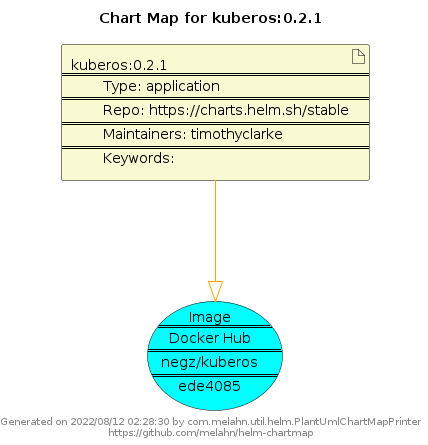 Chart Map for kuberos:0.2.1
kuberos:0.2.1
Type: application
Repo: https://charts.helm.sh/stable
Maintainers: timothyclarke
Keywords:
Image
Docker Hub
negz/kuberos
ede4085
Generated on 2022/08/12 02:28:30 by com.melahn.util.helm.PlantUmlChartMapPrinter
https://github.com/melahn/helm-chartmap